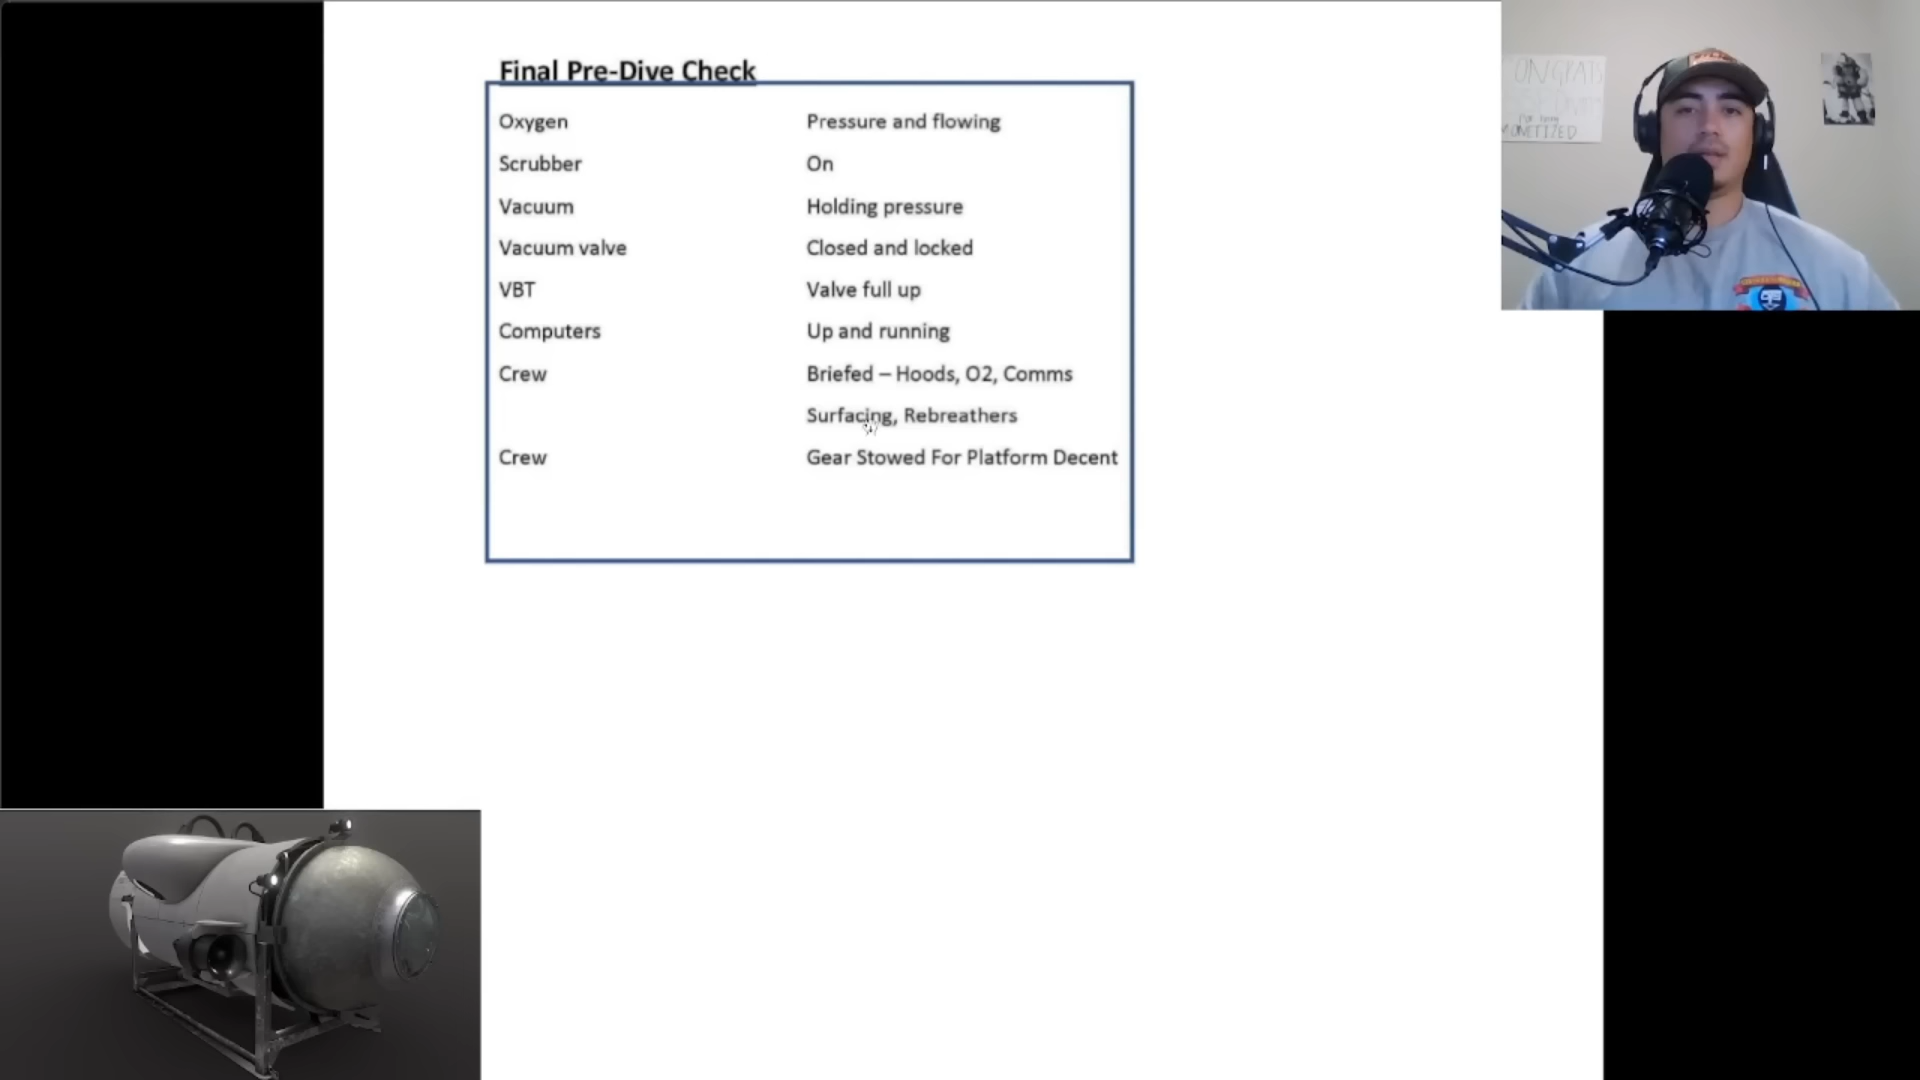 Final Pre-Dive Check
Oxygen Pressure and flowing
Scrubber On
Vacuum Holding pressure
Vacuum valve Closed and locked
VBT Valve full up
Computers Up and running
Crew Briefed – Hoods, O2, Comms
Surfacing, Rebreathers
Crew Gear Stowed For Platform Decent
ONGRATS
MONETIZED